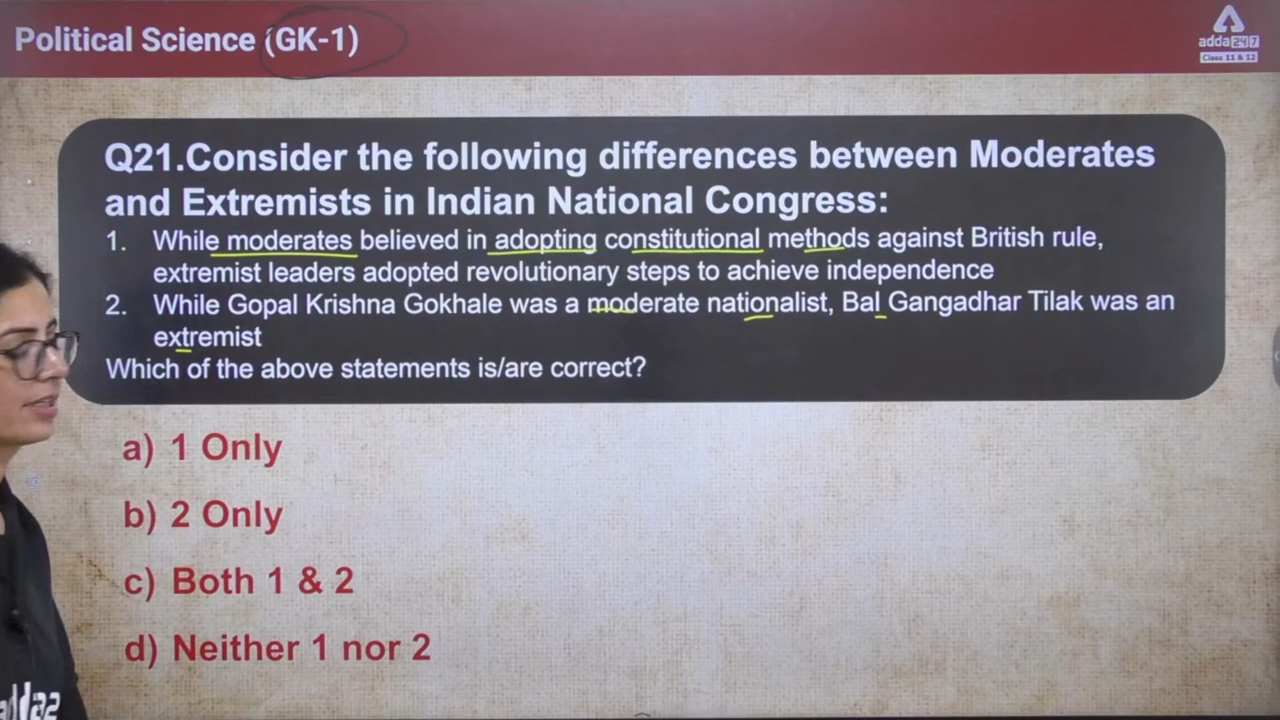 Political Science (GK-1)
adda247
Class 11 & 12
Q21.Consider the following differences between Moderates
and Extremists in Indian National Congress:
1. While moderates believed in adopting constitutional methods against British rule,
extremist leaders adopted revolutionary steps to achieve independence
2. While Gopal Krishna Gokhale was a moderate nationalist, Bal Gangadhar Tilak was an
extremist
Which of the above statements is/are correct?
a) 1 Only
b) 2 Only
c) Both 1 & 2
d) Neither 1 nor 2